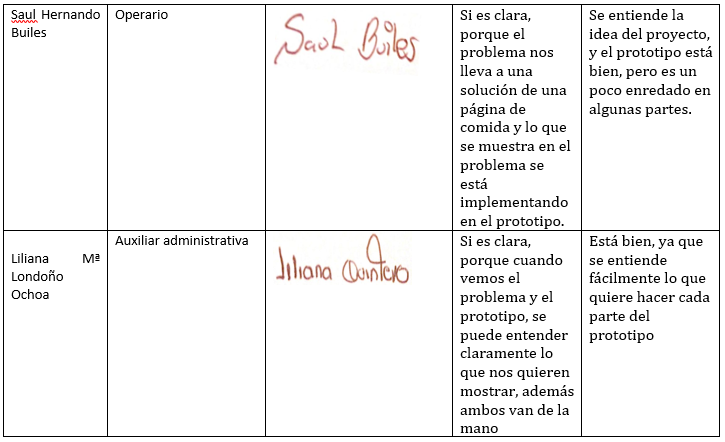 Saul Hernando
Builes
Operario
Saul Builes
Si es clara,
porque el
problema nos
lleva a una
solución de una
página de
comida y lo que
se muestra en el
problema se
está
implementando
en el prototipo.
Se entiende la
idea del proyecto,
y el prototipo está
bien, pero es un
poco enredado en
algunas partes.
Liliana Mª
Londoño
Ochoa
Auxiliar administrativa
Liliana Quintero
Si es clara,
porque cuando
vemos el
problema y el
prototipo, se
puede entender
claramente lo
que nos quieren
mostrar, además
ambos van de la
mano
Está bien, ya que
se entiende
fácilmente lo que
quiere hacer cada
parte del
prototipo